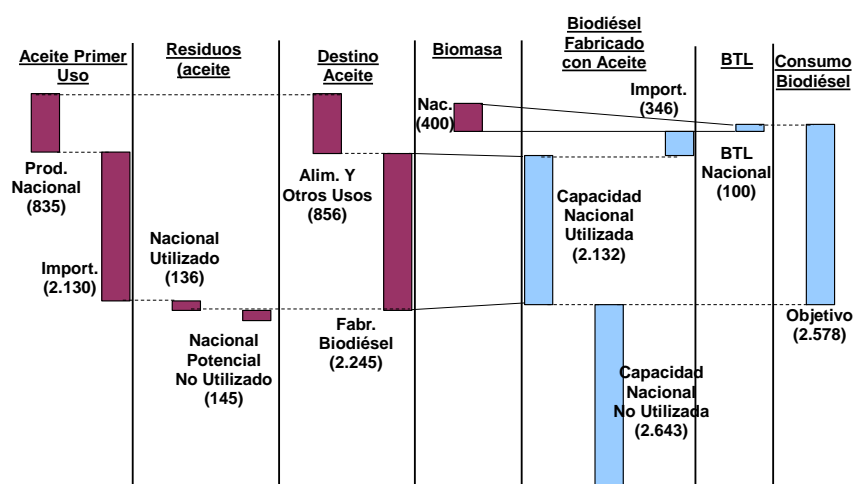 Aceite Primer
Uso
Residuos
(aceite
Destino
Aceite
Biomasa
Biodiésel
Fabricado
con Aceite
BTL
Consumo
Biodiésel
Prod.
Nacional
(835)
Import.
(2.130)
Nacional
Utilizado
(136)
Nacional
Potencial
No Utilizado
(145)
Alim. Y
Otros Usos
(856)
Fabr.
Biodiésel
(2.245)
Nac.
(400)
Import.
(346)
Capacidad
Nacional
Utilizada
(2.132)
Capacidad
Nacional
No Utilizada
(2.643)
BTL
Nacional
(100)
Objetivo
(2.578)